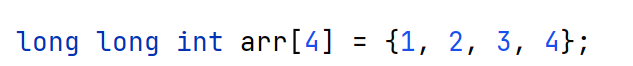 long long int arr[4] = {1, 2, 3, 4};